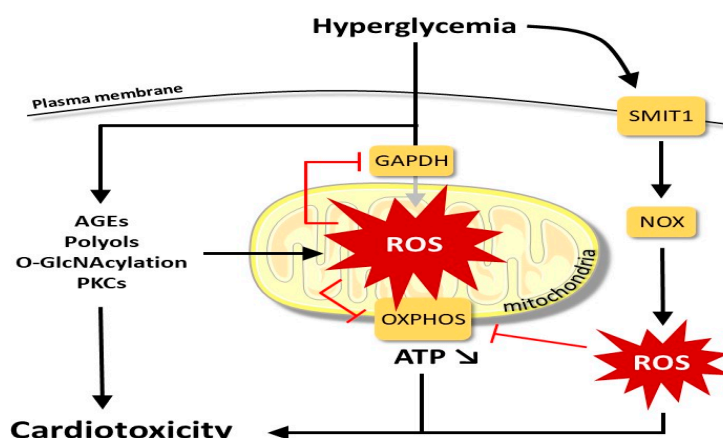 Hyperglycemia
Plasma membrane
SMIT1
GAPDH
AGEs
Polyols
O-GlcNAcylation
PKCs
ROS
NOX
mitochondria
OXPHOS
ATP ↘
ROS
Cardiotoxicity